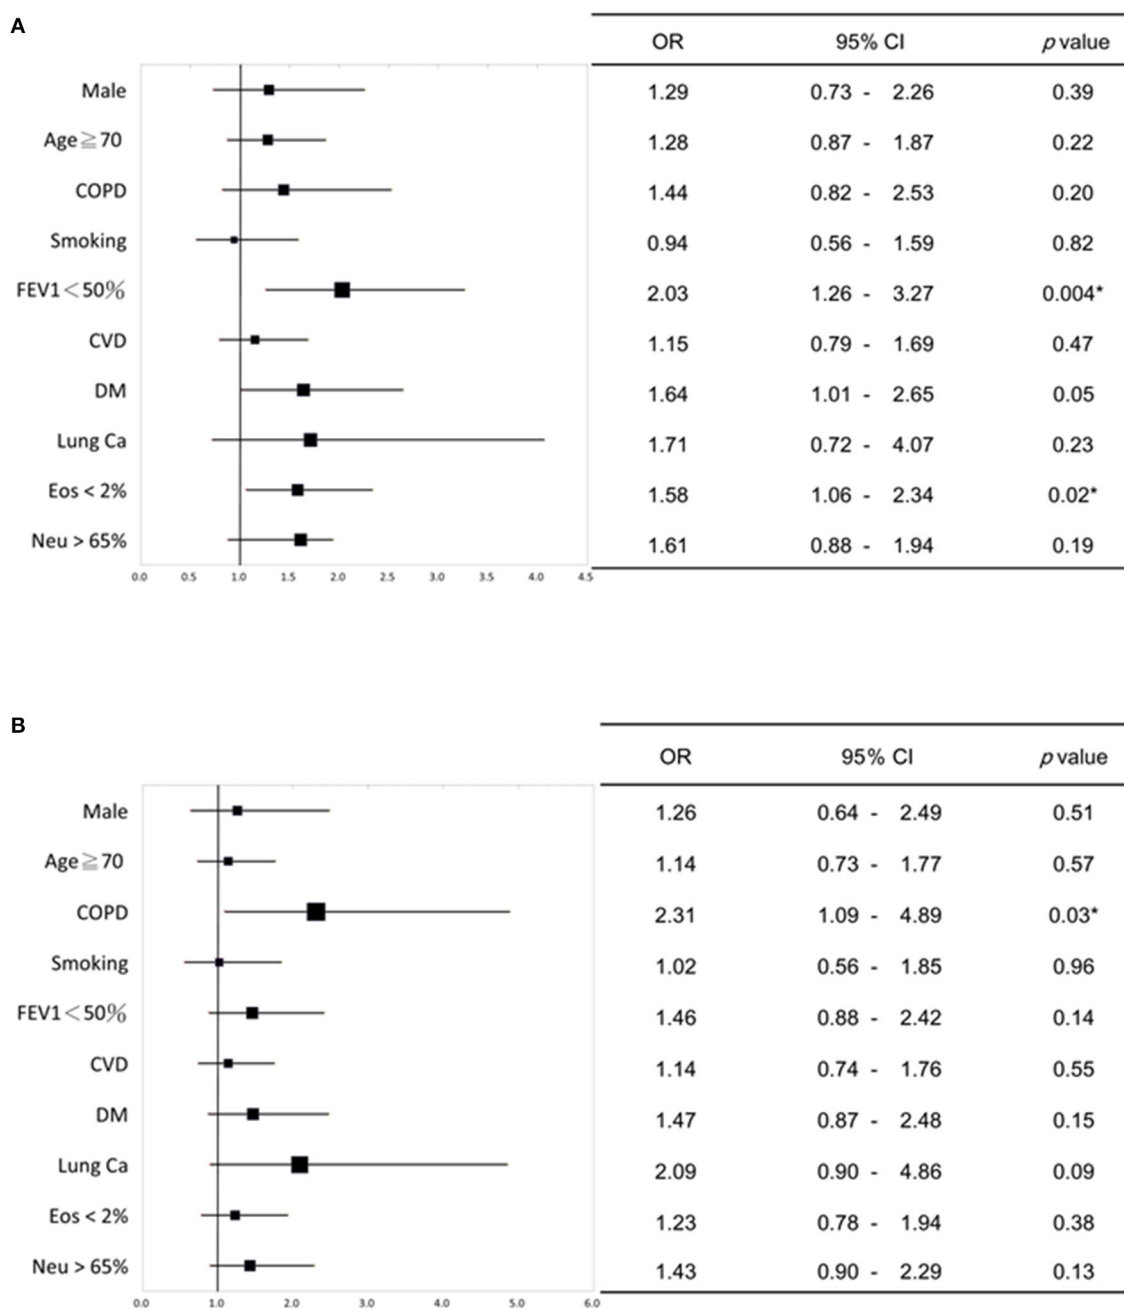 A
OR 95% CI p value
Male 1.29 0.73 - 2.26 0.39
Age≧70 1.28 0.87 - 1.87 0.22
COPD 1.44 0.82 - 2.53 0.20
Smoking 0.94 0.56 - 1.59 0.82
FEV1<50% 2.03 1.26 - 3.27 0.004*
CVD 1.15 0.79 - 1.69 0.47
DM 1.64 1.01 - 2.65 0.05
Lung Ca 1.71 0.72 - 4.07 0.23
Eos < 2% 1.58 1.06 - 2.34 0.02*
Neu > 65% 1.61 0.88 - 1.94 0.19
0.0 0.5 1.0 1.5 2.0 2.5 3.0 3.5 4.0 4.5
B
OR 95% CI p value
Male 1.26 0.64 - 2.49 0.51
Age≧70 1.14 0.73 - 1.77 0.57
COPD 2.31 1.09 - 4.89 0.03*
Smoking 1.02 0.56 - 1.85 0.96
FEV1<50% 1.46 0.88 - 2.42 0.14
CVD 1.14 0.74 - 1.76 0.55
DM 1.47 0.87 - 2.48 0.15
Lung Ca 2.09 0.90 - 4.86 0.09
Eos < 2% 1.23 0.78 - 1.94 0.38
Neu > 65% 1.43 0.90 - 2.29 0.13
0.0 1.0 2.0 3.0 4.0 5.0 6.0